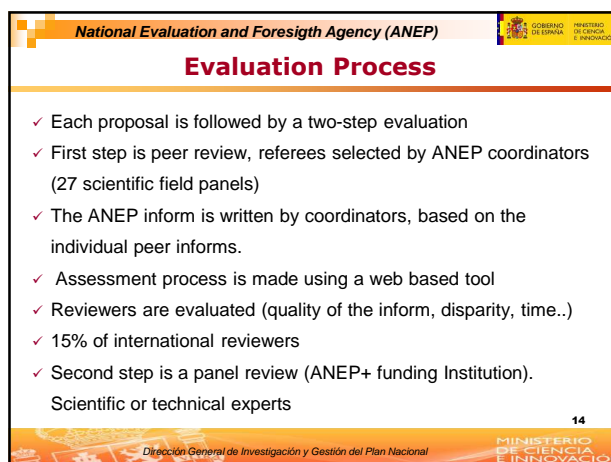 National Evaluation and Foresigth Agency (ANEP)
GOBIERNO DE ESPAÑA
MINISTERIO DE CIENCIA E INNOVACIÓ
Evaluation Process
✓ Each proposal is followed by a two-step evaluation
✓ First step is peer review, referees selected by ANEP coordinators
(27 scientific field panels)
✓ The ANEP inform is written by coordinators, based on the
individual peer informs.
✓ Assessment process is made using a web based tool
✓ Reviewers are evaluated (quality of the inform, disparity, time..)
✓ 15% of international reviewers
✓ Second step is a panel review (ANEP+ funding Institution).
Scientific or technical experts
14
Dirección General de Investigación y Gestión del Plan Nacional
MINISTERIO
DE CIENCIA
E INNOVACIÓ